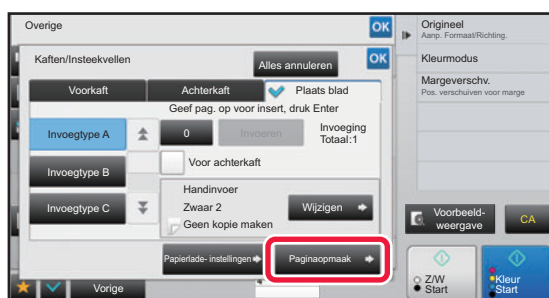 Overige
OK
Kaften/Insteekvellen
Alles annuleren
OK
Voorkaft
Achterkaft
Plaats blad
Geef pag. op voor insert, druk Enter
Invoegtype A
0
Invoeren
Invoeging
Totaal:1
Invoegtype B
Voor achterkaft
Invoegtype C
Handinvoer
Zwaar 2
Geen kopie maken
Wijzigen
Papierlade- instellingen
Paginaopmaak
Vorige
Origineel
Aanp. Formaat/Richting.
Kleurmodus
Margeverschv.
Pos. verschuiven voor marge
Voorbeeld-
weergave
CA
Z/W
Start
Kleur
Start